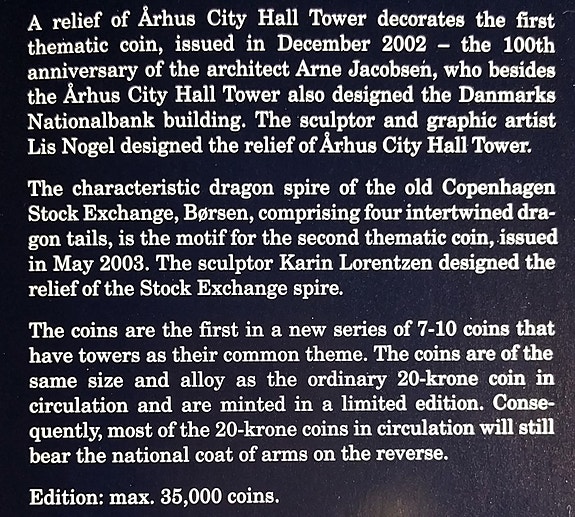 A relief of Århus City Hall Tower decorates the first
thematic coin, issued in December 2002 – the 100th
anniversary of the architect Arne Jacobsen, who besides
the Århus City Hall Tower also designed the Danmarks
Nationalbank building. The sculptor and graphic artist
Lis Nogel designed the relief of Århus City Hall Tower.
The characteristic dragon spire of the old Copenhagen
Stock Exchange, Børsen, comprising four intertwined dra-
gon tails, is the motif for the second thematic coin, issued
in May 2003. The sculptor Karin Lorentzen designed the
relief of the Stock Exchange spire.
The coins are the first in a new series of 7-10 coins that
have towers as their common theme. The coins are of the
same size and alloy as the ordinary 20-krone coin in
circulation and are minted in a limited edition. Conse-
quently, most of the 20-krone coins in circulation will still
bear the national coat of arms on the reverse.
Edition: max. 35,000 coins.